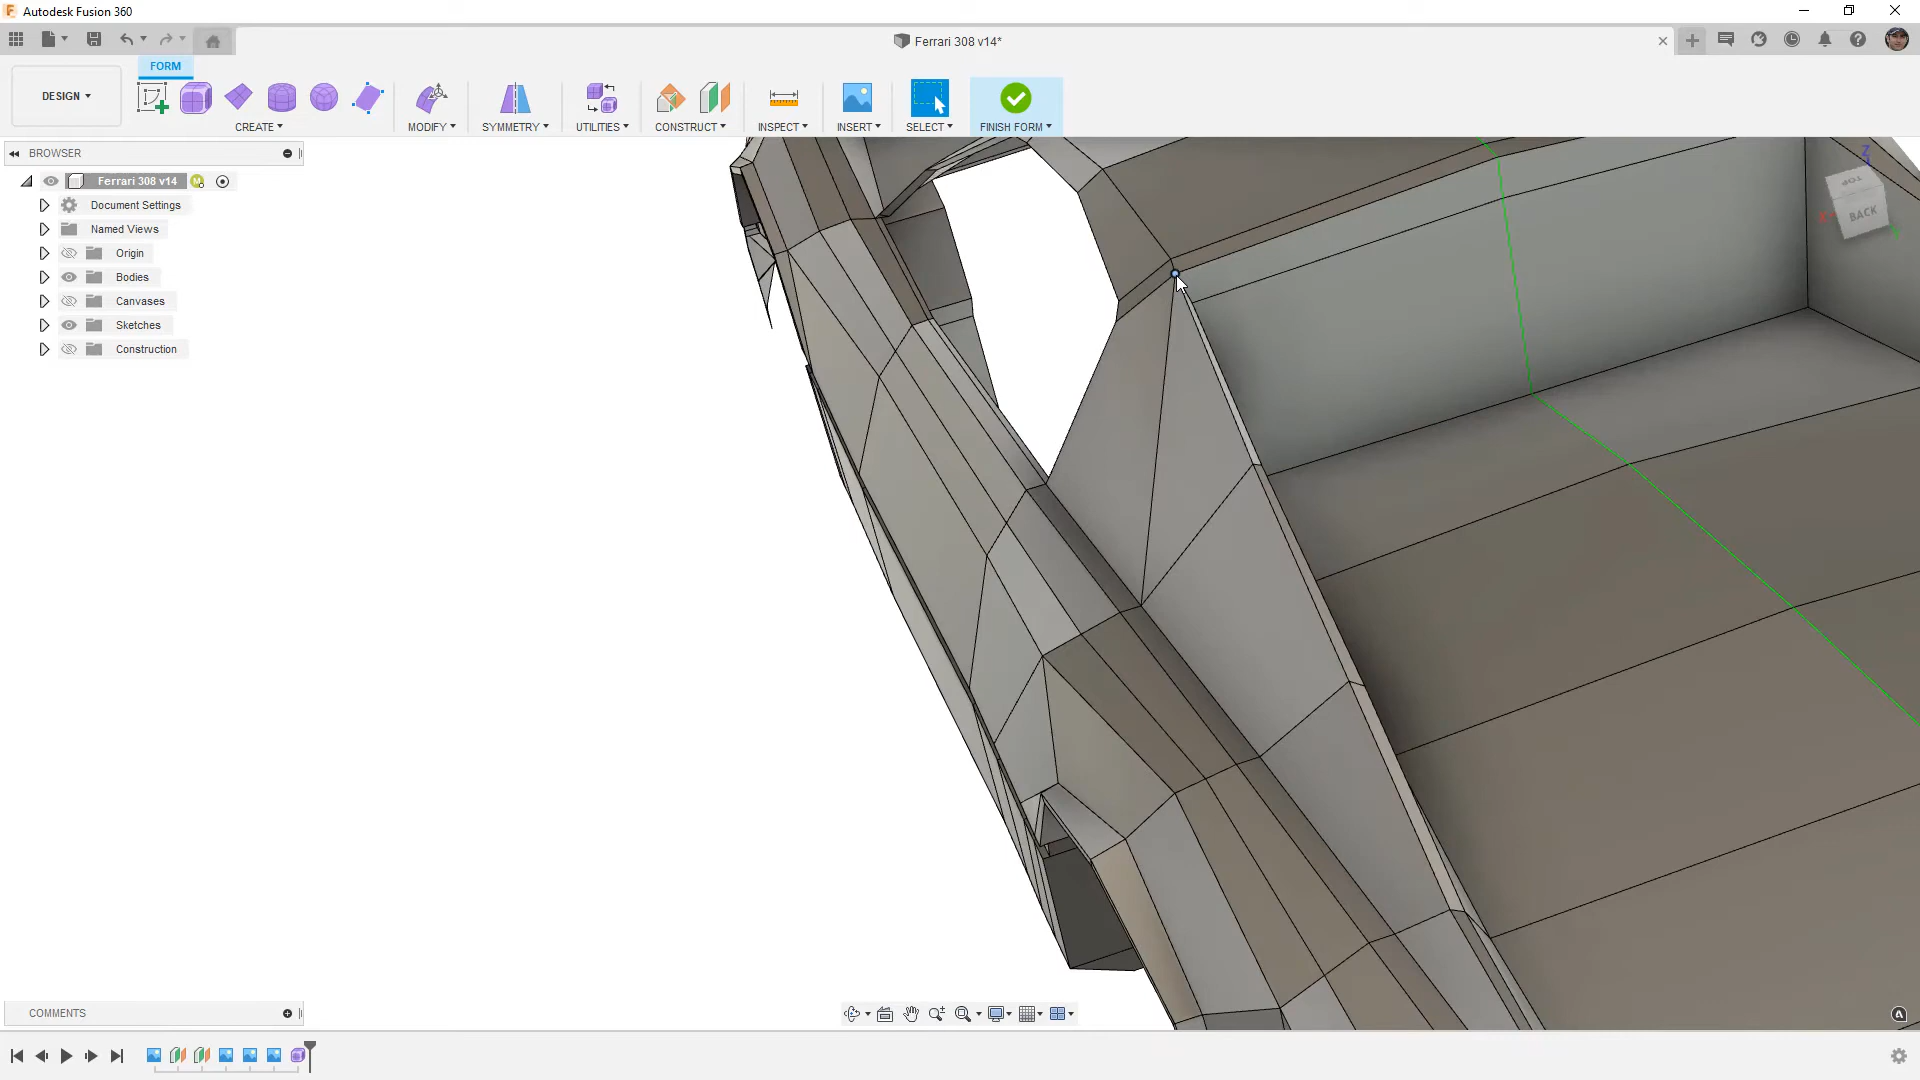 Autodesk Fusion 360
Ferrari 308 v14*
FORM
DESIGN
CREATE
MODIFY
SYMMETRY
UTILITIES
CONSTRUCT
INSPECT
INSERT
SELECT
FINISH FORM
BROWSER
Ferrari 308 v14
Document Settings
Named Views
Origin
Bodies
Canvases
Sketches
Construction
Z
TOP
BACK
COMMENTS